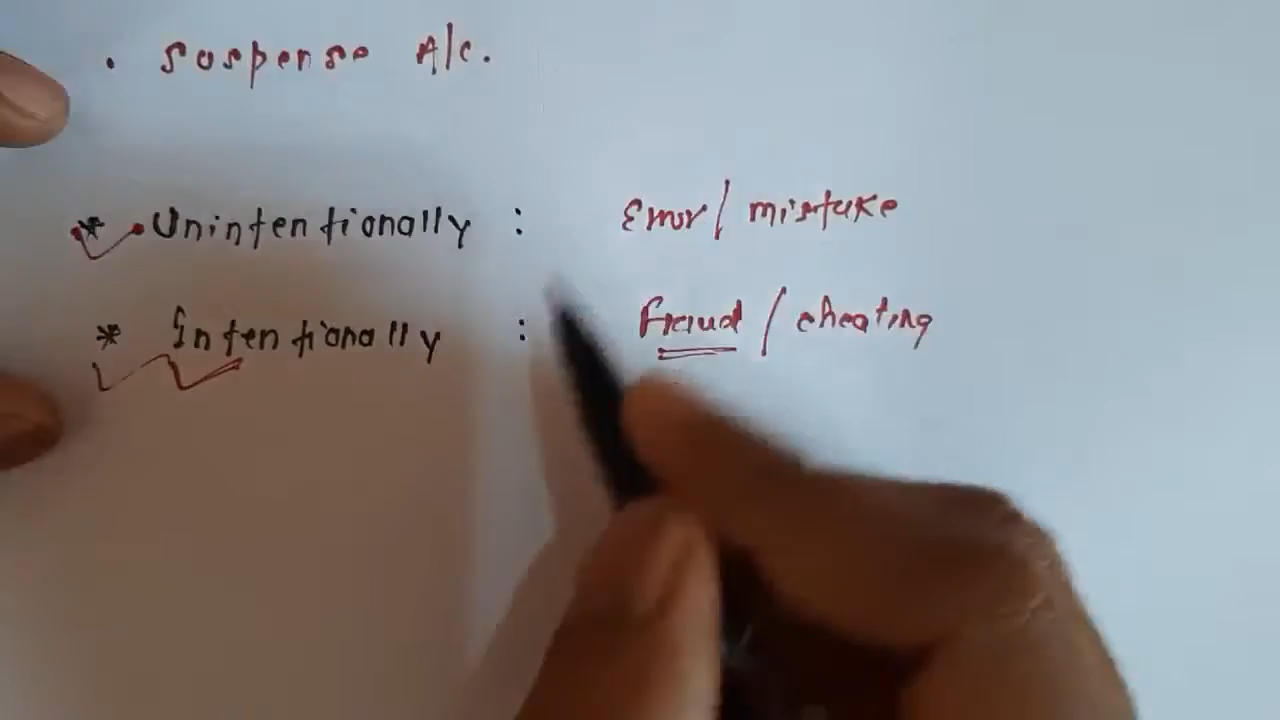 . Suspense A/c.
* Unintentionally : Error/ mistake
* Intentionally : Fraud / cheating